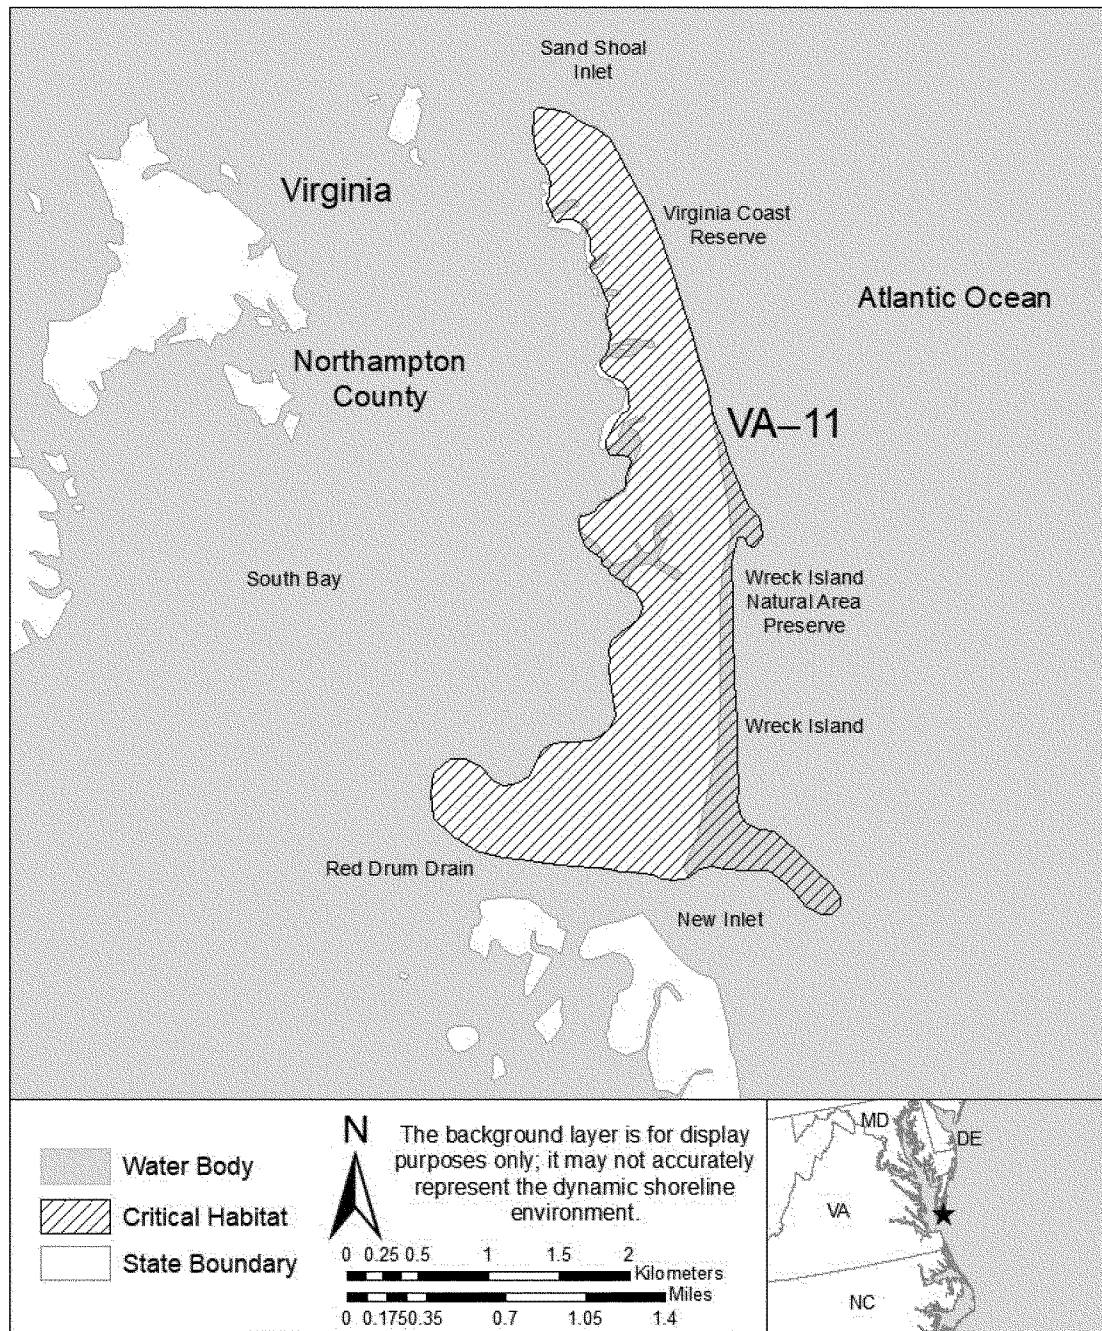 Sand Shoal
Inlet
Virginia
Virginia Coast
Reserve
Atlantic Ocean
Northampton
County
VA–11
South Bay
Wreck Island
Natural Area
Preserve
Wreck Island
Red Drum Drain
New Inlet
Water Body
Critical Habitat
State Boundary
N
The background layer is for display
purposes only; it may not accurately
represent the dynamic shoreline
environment.
0 0.25 0.5 1 1.5 2
Kilometers
Miles
0 0.1750.35 0.7 1.05 1.4
MD
DE
VA
NC